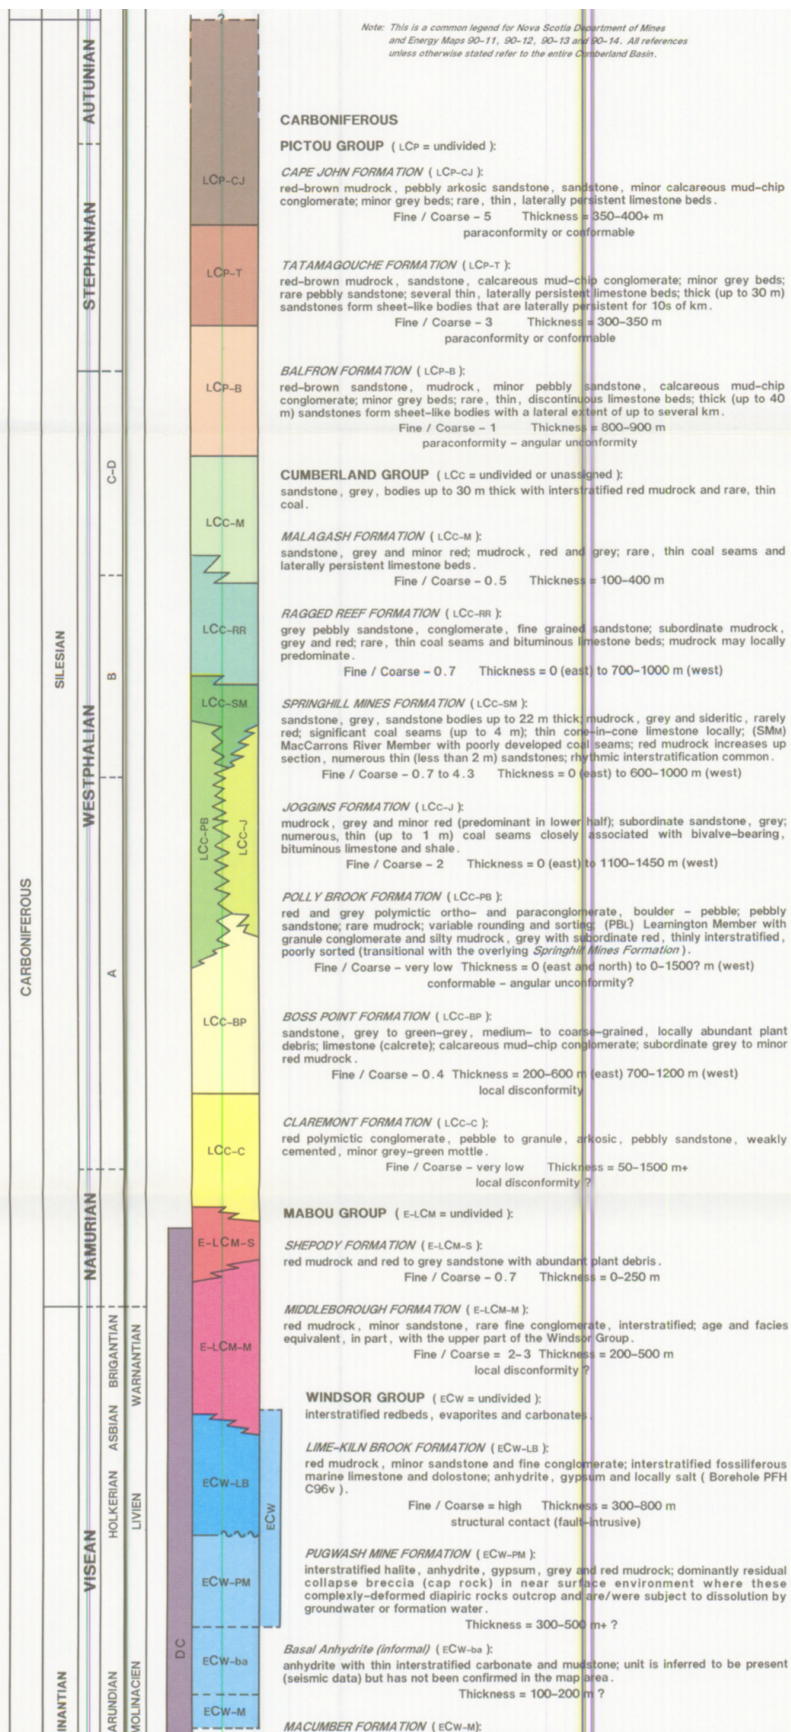 Note: This is a common legend for Nova Scotia Department of Mines
and Energy Maps 90-11, 90-12, 90-13 and 90-14. All references
unless otherwise stated refer to the entire Cumberland Basin.
CARBONIFEROUS
PICTOU GROUP ( LCP = undivided ):
CAPE JOHN FORMATION ( LCP-CJ ):
red-brown mudrock, pebbly arkosic sandstone, sandstone, minor calcareous mud-chip
conglomerate; minor grey beds; rare, thin, laterally persistent limestone beds.
Fine / Coarse - 5 Thickness = 350-400+ m
paraconformity or conformable
TATAMAGOUCHE FORMATION ( LCP-T ):
red-brown mudrock, sandstone, calcareous mud-chip conglomerate; minor grey beds;
rare pebbly sandstone; several thin, laterally persistent limestone beds; thick (up to 30 m)
sandstones form sheet-like bodies that are laterally persistent for 10s of km.
Fine / Coarse - 3 Thickness = 300-350 m
paraconformity or conformable
BALFRON FORMATION ( LCP-B ):
red-brown sandstone, mudrock, minor pebbly sandstone, calcareous mud-chip
conglomerate; minor grey beds; rare, thin, discontinuous limestone beds; thick (up to 40
m) sandstones form sheet-like bodies with a lateral extent of up to several km.
Fine / Coarse - 1 Thickness = 800-900 m
paraconformity - angular unconformity
CUMBERLAND GROUP ( LCC = undivided or unassigned ):
sandstone, grey, bodies up to 30 m thick with interstratified red mudrock and rare, thin
coal.
MALAGASH FORMATION ( LCC-M ):
sandstone, grey and minor red; mudrock, red and grey; rare, thin coal seams and
laterally persistent limestone beds.
Fine / Coarse - 0.5 Thickness = 100-400 m
RAGGED REEF FORMATION ( LCC-RR ):
grey pebbly sandstone, conglomerate, fine grained sandstone; subordinate mudrock,
grey and red; rare, thin coal seams and bituminous limestone beds; mudrock may locally
predominate.
Fine / Coarse - 0.7 Thickness = 0 (east) to 700-1000 m (west)
SPRINGHILL MINES FORMATION ( LCC-SM ):
sandstone, grey, sandstone bodies up to 22 m thick; mudrock, grey and sideritic, rarely
red; significant coal seams (up to 4 m); thin cone-in-cone limestone locally; (SMM)
MacCarrons River Member with poorly developed coal seams; red mudrock increases up
section, numerous thin (less than 2 m) sandstones; rhythmic interstratification common.
Fine / Coarse - 0.7 to 4.3 Thickness = 0 (east) to 600-1000 m (west)
JOGGINS FORMATION ( LCC-J ):
mudrock, grey and minor red (predominant in lower half); subordinate sandstone, grey;
numerous, thin (up to 1 m) coal seams closely associated with bivalve-bearing,
bituminous limestone and shale.
Fine / Coarse - 2 Thickness = 0 (east) to 1100-1450 m (west)
POLLY BROOK FORMATION ( LCC-PB ):
red and grey polymictic ortho- and paraconglomerate, boulder - pebble; pebbly
sandstone; rare mudrock; variable rounding and sorting; (PBL) Leamington Member with
granule conglomerate and silty mudrock, grey with subordinate red, thinly interstratified,
poorly sorted (transitional with the overlying Springhill Mines Formation ).
Fine / Coarse - very low Thickness = 0 (east and north) to 0-1500? m (west)
conformable - angular unconformity?
BOSS POINT FORMATION ( LCC-BP ):
sandstone, grey to green-grey, medium- to coarse-grained, locally abundant plant
debris; limestone (calcrete); calcareous mud-chip conglomerate; subordinate grey to minor
red mudrock.
Fine / Coarse - 0.4 Thickness = 200-600 m (east) 700-1200 m (west)
local disconformity
CLAREMONT FORMATION ( LCC-C ):
red polymictic conglomerate, pebble to granule, arkosic, pebbly sandstone, weakly
cemented, minor grey-green mottle.
Fine / Coarse - very low Thickness = 50-1500 m+
local disconformity ?
MABOU GROUP ( E-LCM = undivided ):
SHEPODY FORMATION ( E-LCM-S ):
red mudrock and red to grey sandstone with abundant plant debris.
Fine / Coarse - 0.7 Thickness = 0-250 m
MIDDLEBOROUGH FORMATION ( E-LCM-M ):
red mudrock, minor sandstone, rare fine conglomerate, interstratified; age and facies
equivalent, in part, with the upper part of the Windsor Group.
Fine / Coarse = 2-3 Thickness = 200-500 m
local disconformity ?
WINDSOR GROUP ( ECW = undivided ):
interstratified redbeds, evaporites and carbonates.
LIME-KILN BROOK FORMATION ( ECW-LB ):
red mudrock, minor sandstone and fine conglomerate; interstratified fossiliferous
marine limestone and dolostone; anhydrite, gypsum and locally salt ( Borehole PFH
C96v ).
Fine / Coarse = high Thickness = 300-800 m
structural contact (fault-intrusive)
PUGWASH MINE FORMATION ( ECW-PM ):
interstratified halite, anhydrite, gypsum, grey and red mudrock; dominantly residual
collapse breccia (cap rock) in near surface environment where these
complexly-deformed diapiric rocks outcrop and are/were subject to dissolution by
groundwater or formation water.
Thickness = 300-500 m+ ?
Basal Anhydrite (informal) ( ECW-ba ):
anhydrite with thin interstratified carbonate and mudstone; unit is inferred to be present
(seismic data) but has not been confirmed in the map area.
Thickness = 100-200 m ?
MACUMBER FORMATION ( ECW-M):
CARBONIFEROUS
SILESIAN
INANTIAN
AUTUNIAN
STEPHANIAN
WESTPHALIAN
NAMURIAN
VISEAN
C-D
B
A
BRIGANTIAN
ASBIAN
HOLKERIAN
ARUNDIAN
WARNANTIAN
LIVIEN
MOLINACIEN
DC
?
LCP-CJ
LCP-T
LCP-B
LCC-M
LCC-RR
LCC-SM
LCC-PB
LCC-J
LCC-BP
LCC-C
E-LCM-S
E-LCM-M
ECW-LB
ECW
ECW-PM
ECW-ba
ECW-M